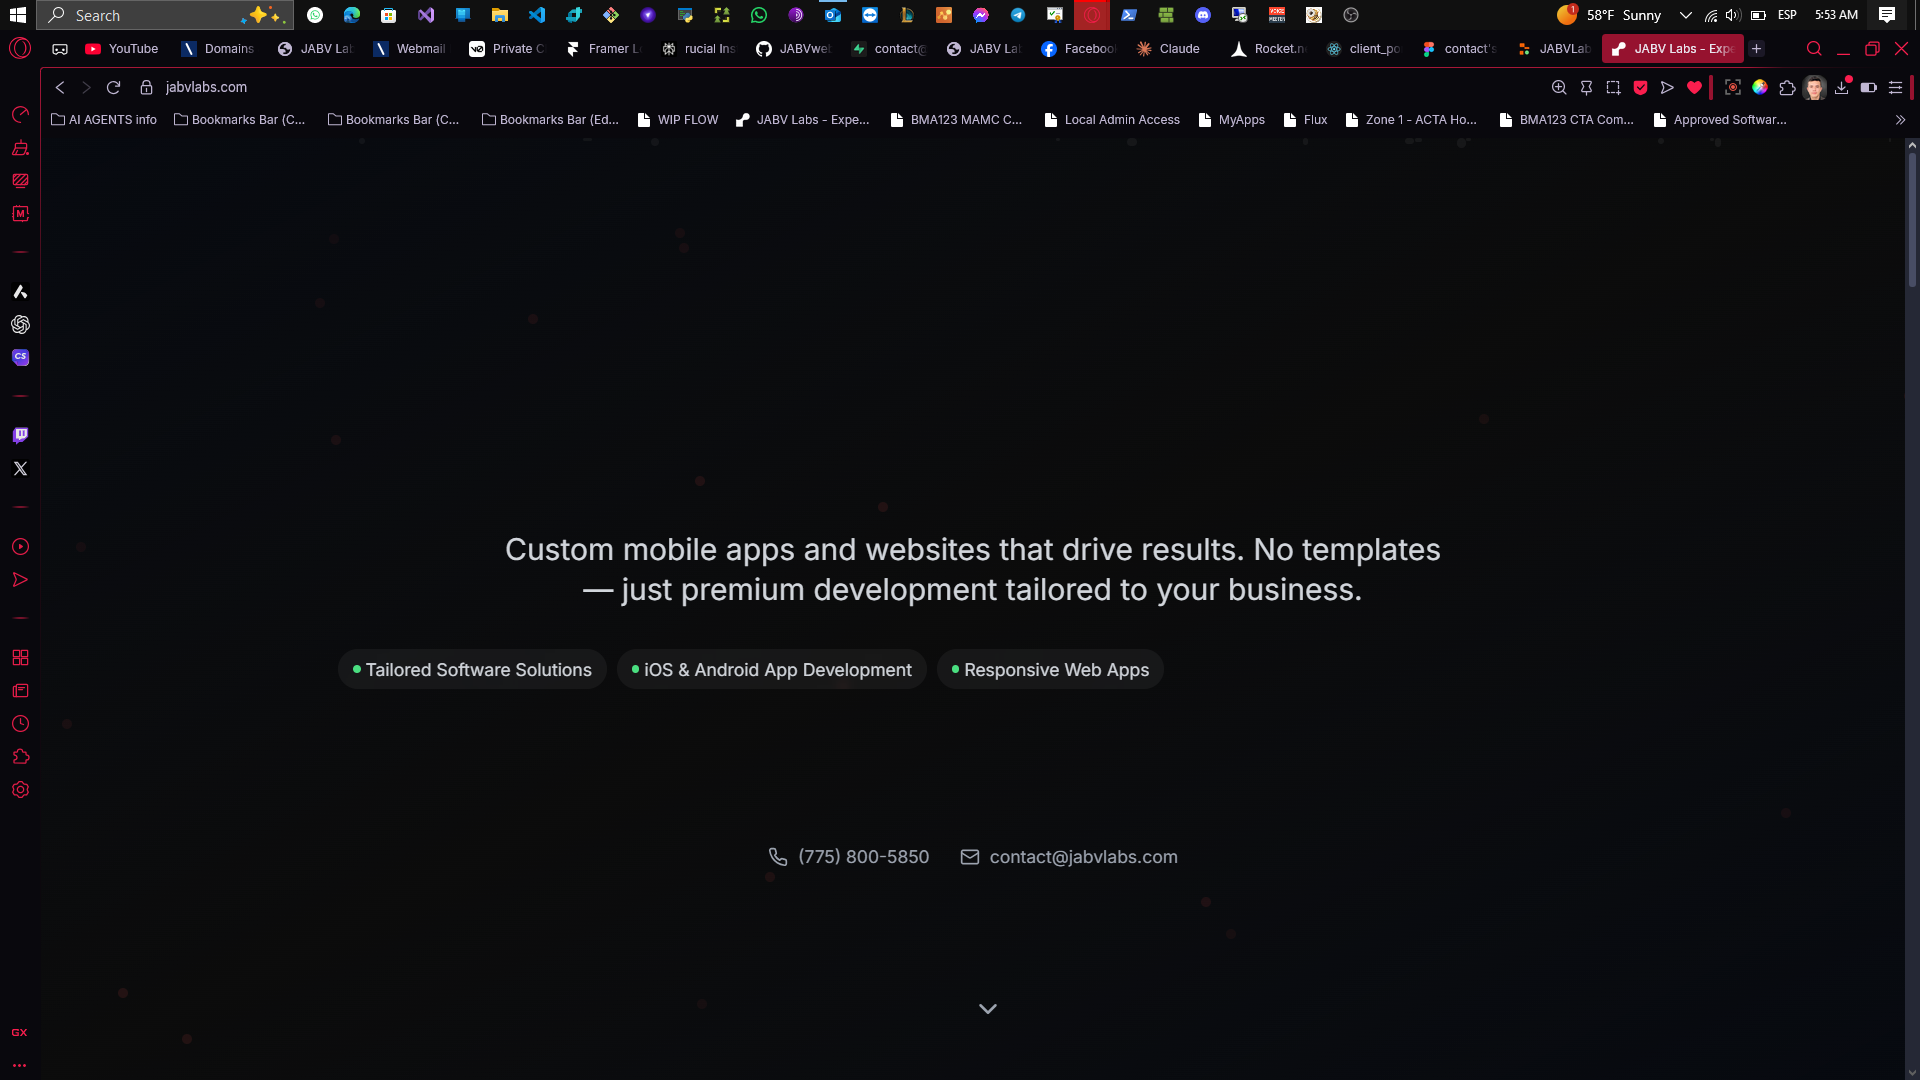 Search
58°F Sunny
ESP
5:53 AM
YouTube
Domains
JABV Lab
Webmail
Private C
Framer L
rucial Ins
JABVwe
contact@
JABV La
Facebook
Claude
Rocket.n
client_po
contact's
JABVLab
JABV Labs - Expe
jabvlabs.com
AI AGENTS info
Bookmarks Bar (C...
Bookmarks Bar (C...
Bookmarks Bar (Ed...
WIP FLOW
JABV Labs - Expe...
BMA123 MAMC C...
Local Admin Access
MyApps
Flux
Zone 1 - ACTA Ho...
BMA123 CTA Com...
Approved Softwar...
Custom mobile apps and websites that drive results. No templates
— just premium development tailored to your business.
Tailored Software Solutions
iOS & Android App Development
Responsive Web Apps
(775) 800-5850
contact@jabvlabs.com
GX